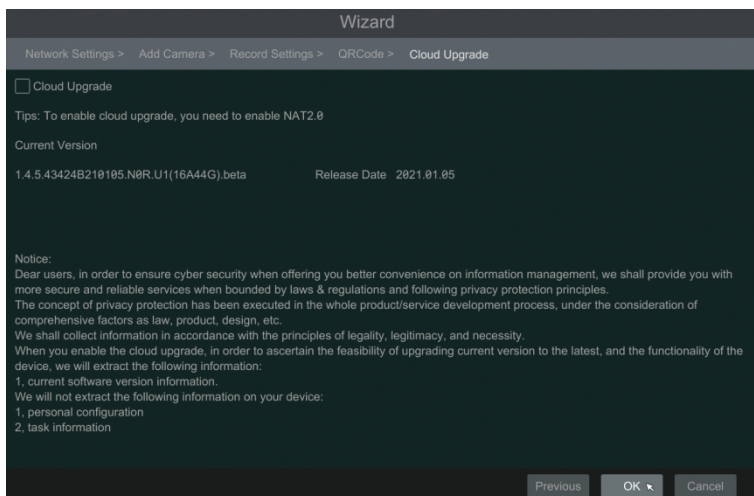 Wizard
Network Settings > Add Camera > Record Settings > QRCode > Cloud Upgrade
Cloud Upgrade
Tips: To enable cloud upgrade, you need to enable NAT2.0
Current Version
1.4.5.43424B210105.N0R.U1(16A44G).beta Release Date 2021.01.05
Notice:
Dear users, in order to ensure cyber security when offering you better convenience on information management, we shall provide you with
more secure and reliable services when bounded by laws & regulations and following privacy protection principles.
The concept of privacy protection has been executed in the whole product/service development process, under the consideration of
comprehensive factors as law, product, design, etc.
We shall collect information in accordance with the principles of legality, legitimacy, and necessity.
When you enable the cloud upgrade, in order to ascertain the feasibility of upgrading current version to the latest, and the functionality of the
device, we will extract the following information:
1, current software version information.
We will not extract the following information on your device:
1, personal configuration
2, task information
Previous OK Cancel